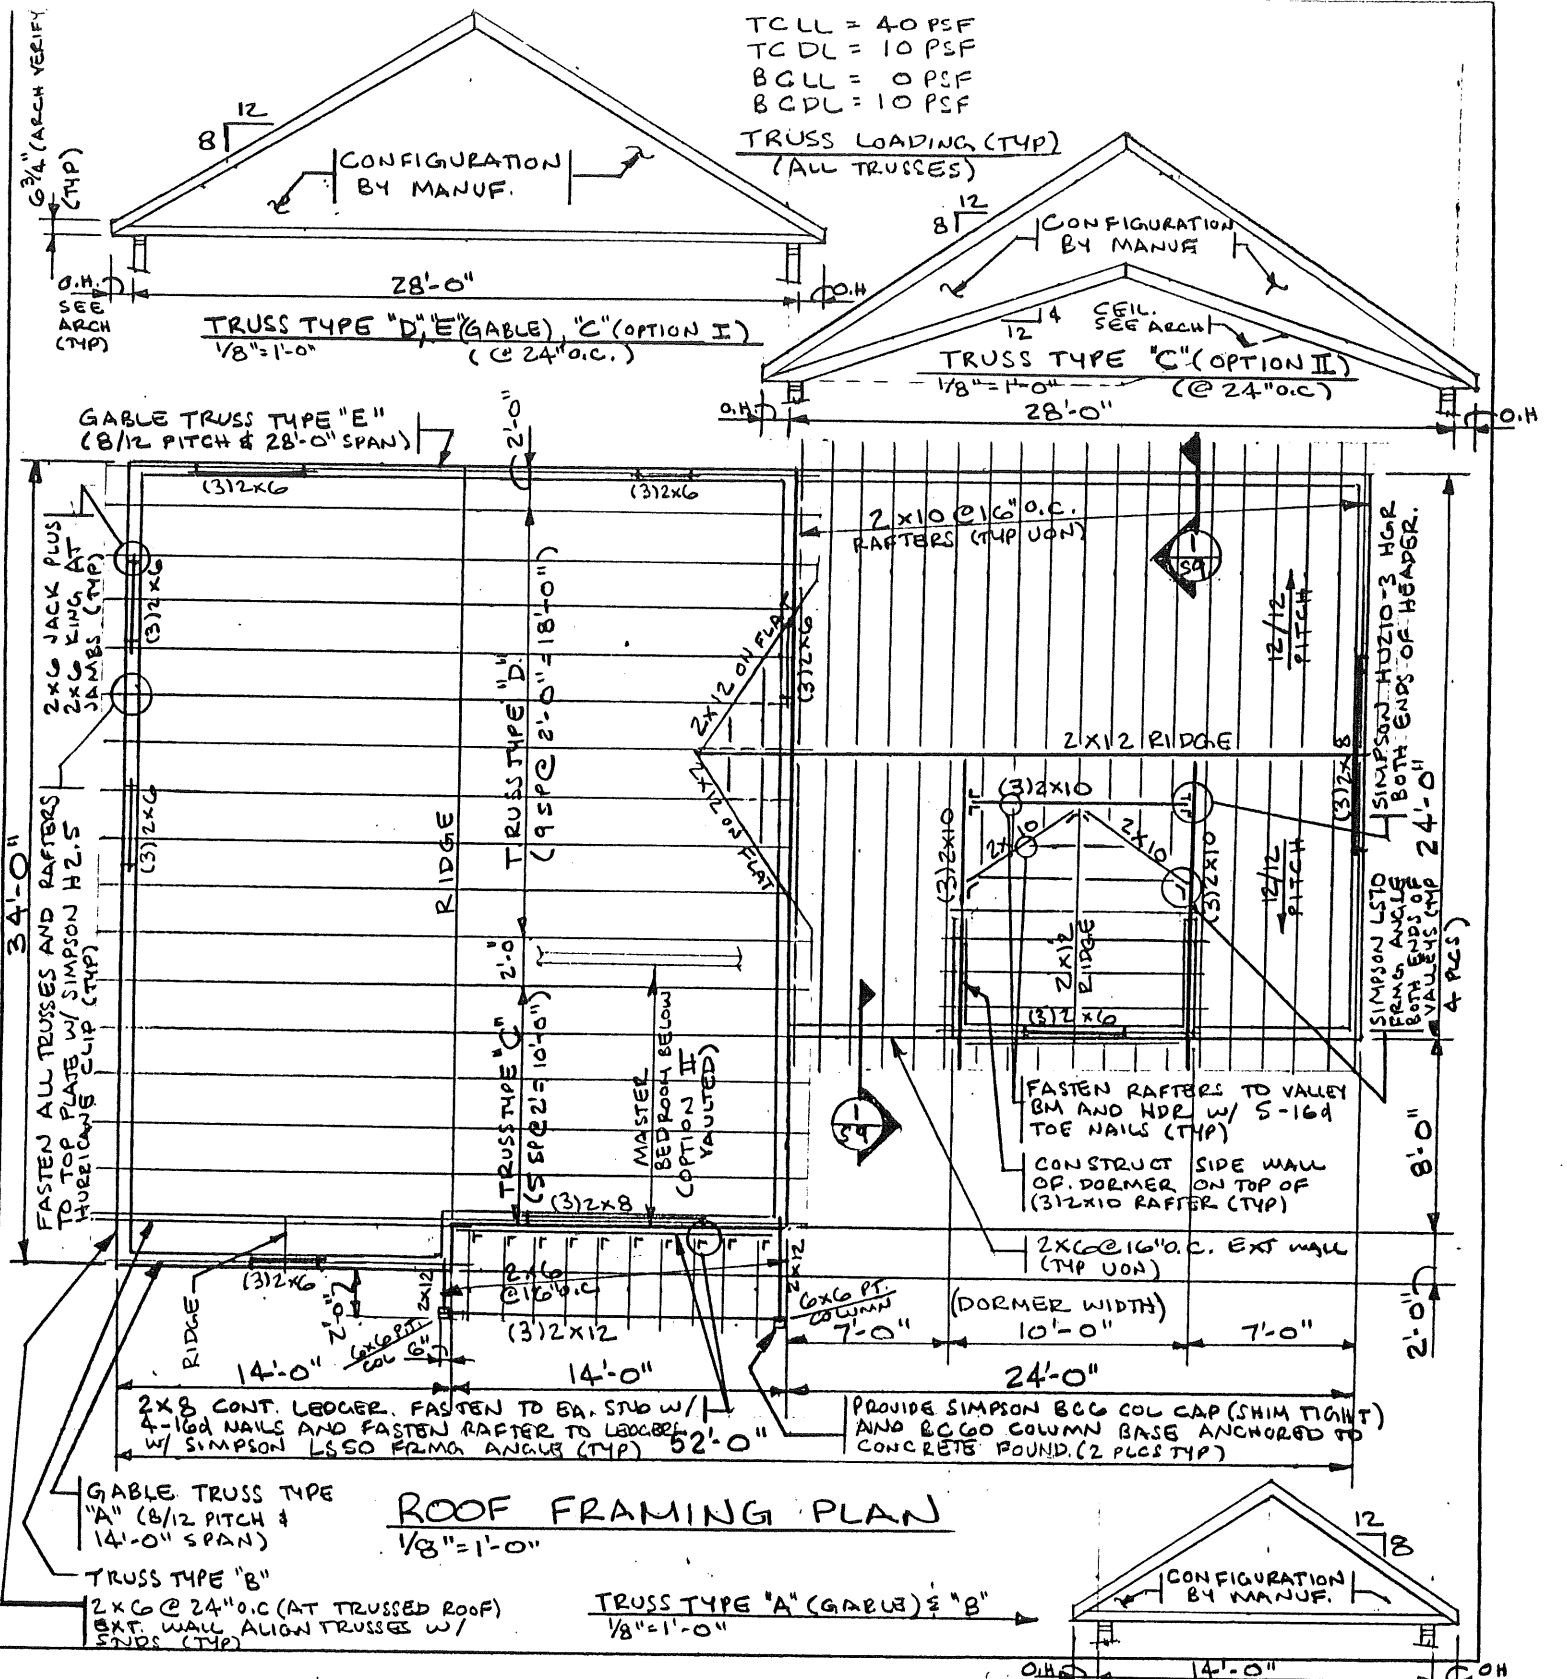 6 3/4" (ARCH VERIFY
(TYP)
TCLL = 40 PSF
TCDL = 10 PSF
BCLL = 0 PSF
BCDL = 10 PSF
TRUSS LOADING (TYP)
(ALL TRUSSES)
12
8
CONFIGURATION
BY MANUF.
O.H.
SEE
ARCH
(TYP)
28'-0"
O.H
TRUSS TYPE "D", "E" (GABLE), "C" (OPTION I)
1/8" = 1'-0"
(@ 24" O.C.)
12
8
CONFIGURATION
BY MANUF
12
4
CEIL.
SEE ARCH
TRUSS TYPE "C" (OPTION II)
1/8" = 1'-0"
(@ 24" O.C)
O.H.
28'-0"
O.H
GABLE TRUSS TYPE "E"
(8/12 PITCH & 28'-0" SPAN)
2'-0"
(3)2x6
(3)2x6
2x10 @ 16" O.C.
RAFTERS (TYP UON)
1
S9
12/12
PITCH
SIMPSON HU210-3 HGR
BOTH ENDS OF HEADER.
24'-0"
2x6 JACK PLUS
2x6 KING AT
JAMBS (TYP)
(3)2x6
(3)2x6
34'-0"
FASTEN ALL TRUSSES AND RAFTERS
TO TOP PLATE W/ SIMPSON H2.5
HURRICANE CLIP (TYP)
RIDGE
TRUSS TYPE "D"
(9 SP @ 2'-0" = 18'-0")
2x12 ON FLAT
2x12 ON FLAT
(3)2x6
2x12 RIDGE
(3)2x8
(3)2x10
(3)2x10
2x10
2x10
(3)2x10
12/12
PITCH
2x12
RIDGE
(3)2x6
SIMPSON LS70
FRMG. ANGLE
BOTH ENDS OF
VALLEYS (TYP
4 PLCS)
2'-0"
TRUSS TYPE "C"
(5 SP @ 2' = 10'-0")
MASTER
BEDROOM BELOW
(OPTION II
VAULTED)
(3)2x8
1
S9
FASTEN RAFTERS TO VALLEY
BM AND HDR W/ 5-16d
TOE NAILS (TYP)
CONSTRUCT SIDE WALL
OF DORMER ON TOP OF
(3)2x10 RAFTER (TYP)
2x6 @ 16" O.C. EXT WALL
(TYP UON)
8'-0"
2'-0"
(3)2x6
RIDGE
2'-0"
2x12
2x6
@ 16" O.C
2x12
6x6 P.T.
COL
6"
(3)2x12
6x6 PT.
COLUMN
(DORMER WIDTH)
7'-0"
10'-0"
7'-0"
14'-0"
14'-0"
24'-0"
2x8 CONT. LEDGER. FASTEN TO EA. STUD W/
4-16d NAILS AND FASTEN RAFTER TO LEDGER
W/ SIMPSON LS50 FRMG ANGLE (TYP)
52'-0"
PROVIDE SIMPSON BC6 COL CAP (SHIM TIGHT)
AND BC60 COLUMN BASE ANCHORED TO
CONCRETE FOUND. (2 PLCS TYP)
GABLE TRUSS TYPE
"A" (8/12 PITCH &
14'-0" SPAN)
ROOF FRAMING PLAN
1/8" = 1'-0"
TRUSS TYPE "B"
2x6 @ 24" O.C (AT TRUSSED ROOF)
EXT. WALL ALIGN TRUSSES W/
STUDS (TYP)
TRUSS TYPE "A" (GABLE) & "B"
1/8" = 1'-0"
12
8
CONFIGURATION
BY MANUF.
O.H
14'-0"
OH